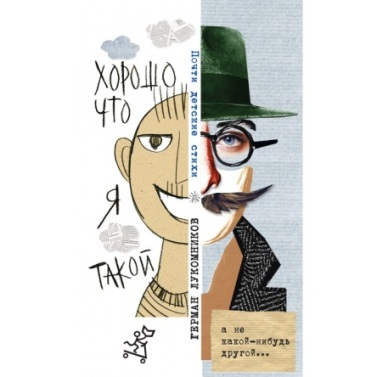 ХОРОШО
ЧТО
Я
ТАКОЙ
Почти детские стихи
ГЕРМАН ЛУКОМНИКОВ
а не
какой-нибудь
другой...